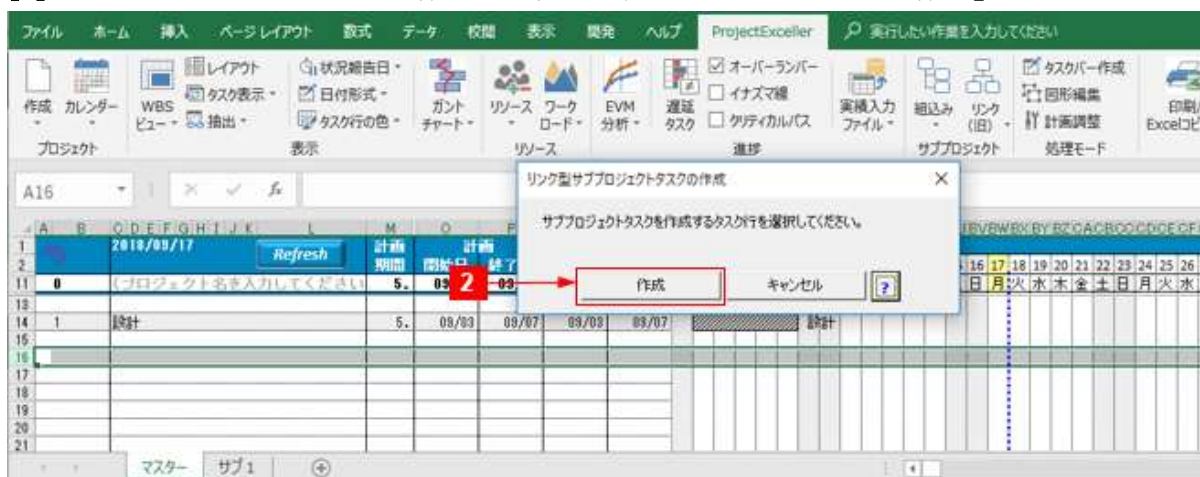 ファイル ホーム 挿入 ページレイアウト 数式 データ 校閲 表示 開発 ヘルプ ProjectExceller 実行したい作業を入力してください
レイアウト 状況報告日 オーバーランバー タスクバー作成
タスク表示 日付形式 イナズマ線 図形編集
抽出 タスク行の色 クリティカルパス 計画調整
作成 カレンダー WBS ビュー ガント チャート リソース ワーク ロード EVM 分析 遅延 タスク 実績入力 ファイル 組込み リンク (旧) 印刷
プロジェクト 表示 リソース 進捗 サブプロジェクト 処理モード
A16 fx
リンク型サブプロジェクトタスクの作成
サブプロジェクトタスクを作成するタスク行を選択してください。
2
作成 キャンセル ?
A B C D E F G H I J K L M O P
1 2018/09/17 Refresh 計画 計画
2 期間 開始日 終了 16 17 18 19 20 21 22 23 24 25 26
11 0 (プロジェクト名を入力してください 5. 日 月 火 水 木 金 土 日 月 火 水
13
14 1 設計 5. 09/03 09/07 09/03 09/07 設計
15
16
17
18
19
20
21
マスター サブ1